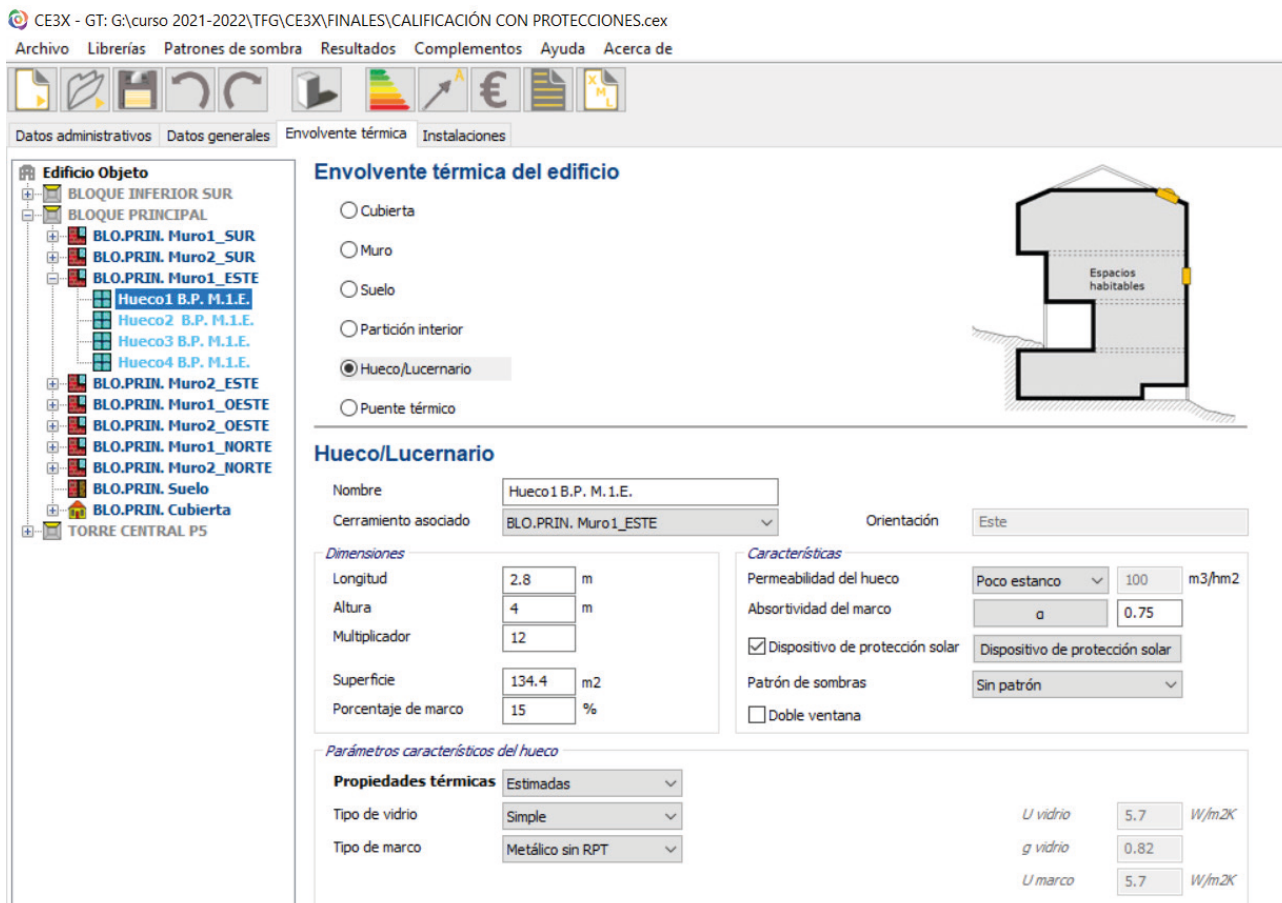 CE3X - GT: G:\curso 2021-2022\TFG\CE3X\FINALES\CALIFICACIÓN CON PROTECCIONES.cex
Archivo Librerías Patrones de sombra Resultados Complementos Ayuda Acerca de
A € X M L
Datos administrativos Datos generales Envolvente térmica Instalaciones
Edificio Objeto
BLOQUE INFERIOR SUR
BLOQUE PRINCIPAL
BLO.PRIN. Muro1_SUR
BLO.PRIN. Muro2_SUR
BLO.PRIN. Muro1_ESTE
Hueco1 B.P. M.1.E.
Hueco2 B.P. M.1.E.
Hueco3 B.P. M.1.E.
Hueco4 B.P. M.1.E.
BLO.PRIN. Muro2_ESTE
BLO.PRIN. Muro1_OESTE
BLO.PRIN. Muro2_OESTE
BLO.PRIN. Muro1_NORTE
BLO.PRIN. Muro2_NORTE
BLO.PRIN. Suelo
BLO.PRIN. Cubierta
TORRE CENTRAL P5
Envolvente térmica del edificio
Cubierta
Muro
Suelo
Partición interior
Hueco/Lucernario
Puente térmico
Espacios
habitables
Hueco/Lucernario
Nombre Hueco1 B.P. M.1.E.
Cerramiento asociado BLO.PRIN. Muro1_ESTE Orientación Este
Dimensiones
Longitud 2.8 m
Altura 4 m
Multiplicador 12
Superficie 134.4 m2
Porcentaje de marco 15 %
Características
Permeabilidad del hueco Poco estanco 100 m3/hm2
Absortividad del marco α 0.75
Dispositivo de protección solar Dispositivo de protección solar
Patrón de sombras Sin patrón
Doble ventana
Parámetros característicos del hueco
Propiedades térmicas Estimadas
Tipo de vidrio Simple U vidrio 5.7 W/m2K
Tipo de marco Metálico sin RPT g vidrio 0.82
U marco 5.7 W/m2K